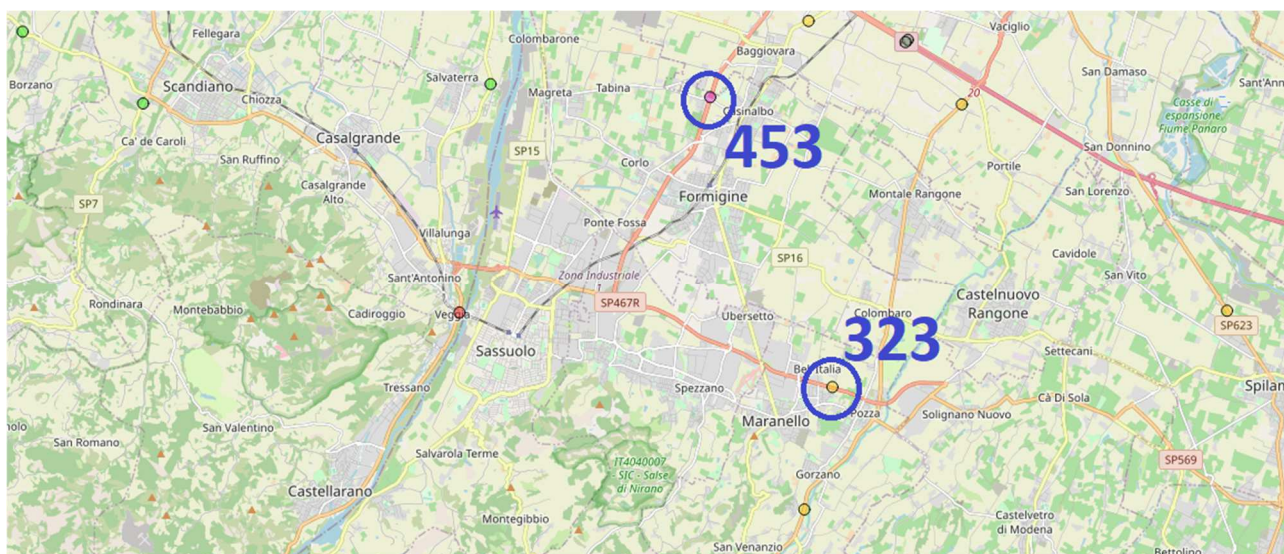 Fellegara
Colombarone
Vaciglio
Baggiovara
Borzano
Scandiano
Salvaterra
Chiozza
Magreta
Tabina
20
San Damaso
Sant'Ann
Casinalbo
Casse di
espansione,
Fiume Panaro
Ca' de Caroli
Casalgrande
453
San Donnino
San Ruffino
SP15
Corlo
Portile
Casalgrande
Alto
Formigine
Montale Rangone
San Lorenzo
SP7
Villalunga
Ponte Fossa
Cavidole
Sant'Antonino
Zona Industriale
1
SP16
San Vito
Rondinara
Montebabbio
Cadiroggio
Veggia
SP467R
Ubersetto
Colombaro
Castelnuovo
Rangone
SP623
Sassuolo
323
Settecani
Tressano
Spezzano
Bell'Italia
Spilam
Cà Di Sola
Maranello
Pozza
Solignano Nuovo
nolo
San Romano
San Valentino
Salvarola Terme
IT4040007
- SIC - Salse
di Nirano
SP569
Gorzano
Castellarano
Montegibbio
Castelvetro
di Modena
San Venanzio
Bettolino